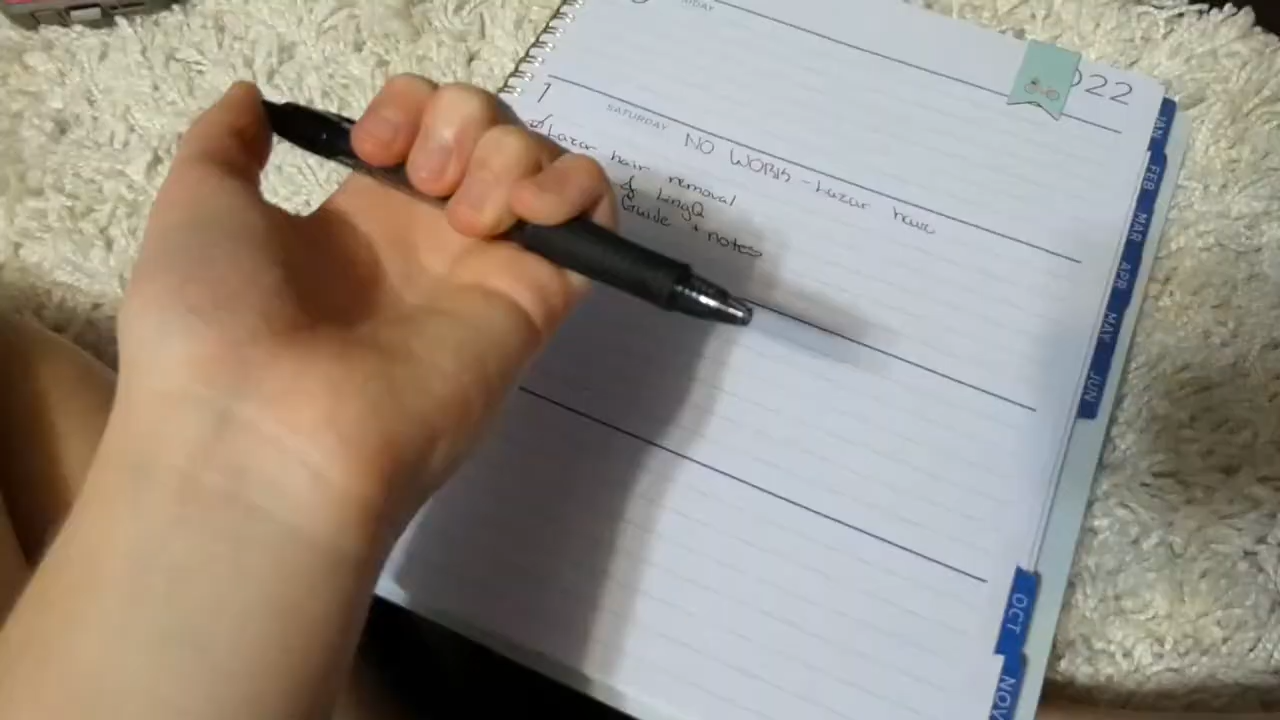 022
1
SATURDAY
NO WORK - Lazar hair
Lazar hair removal
& LingQ
Guide + notes
JAN
FEB
MAR
APR
MAY
JUN
OCT
NOV